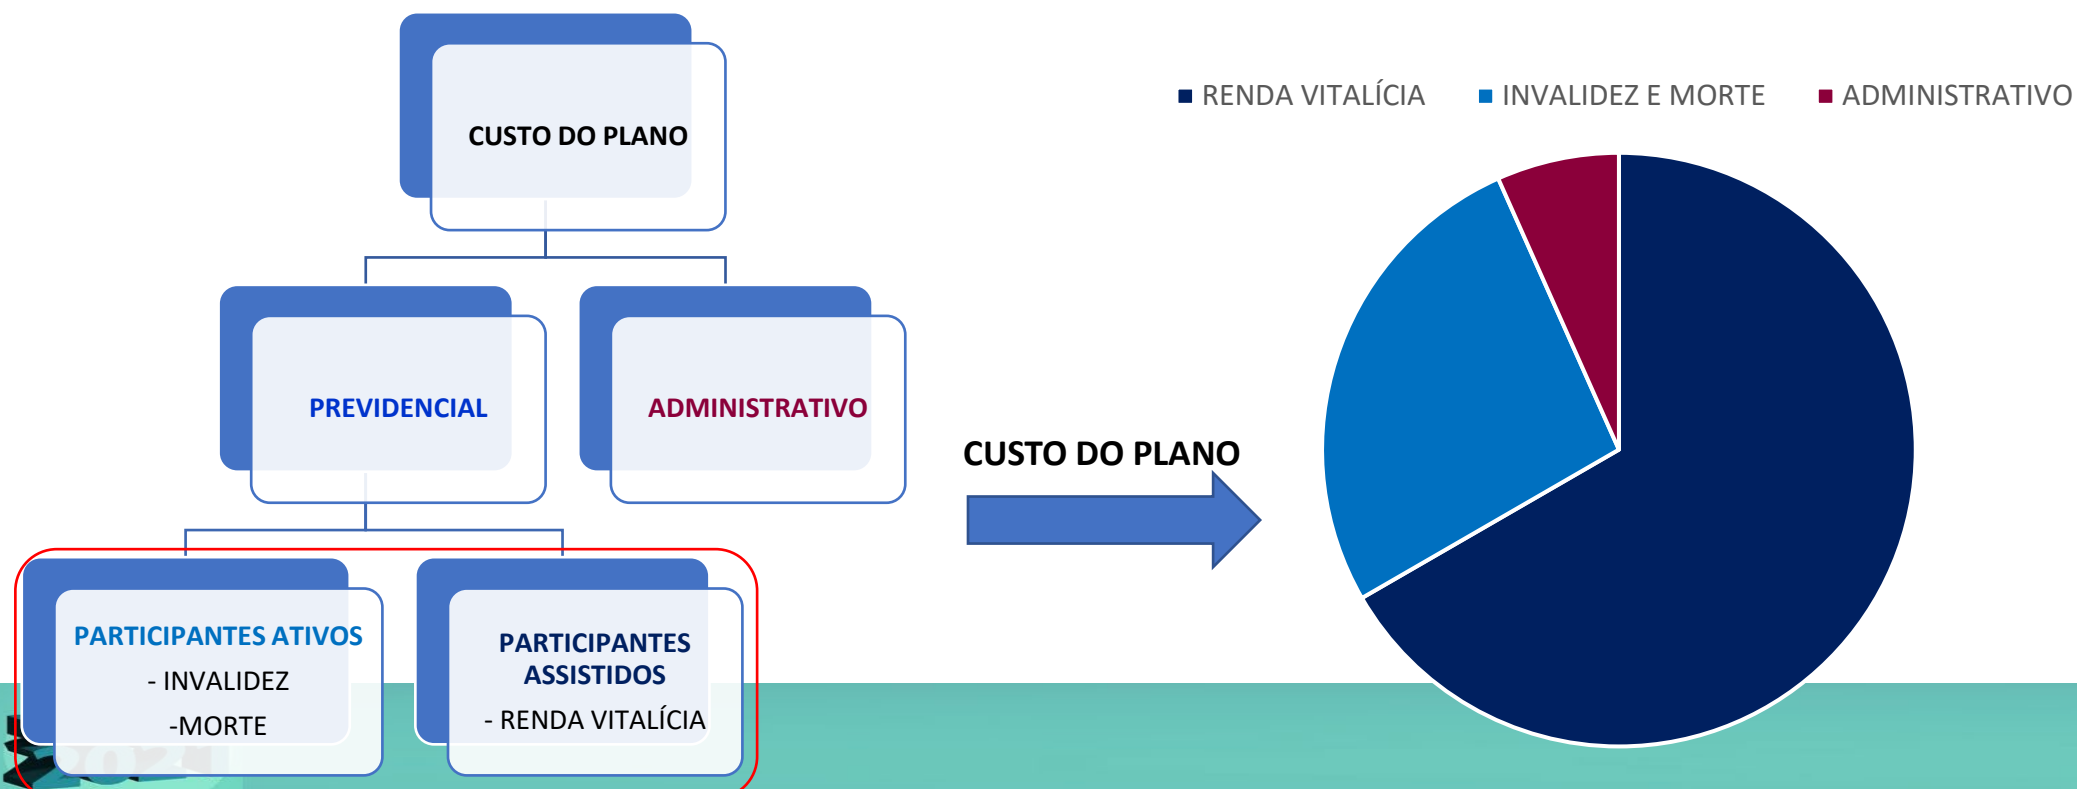 CUSTO DO PLANO
PREVIDENCIAL
ADMINISTRATIVO
PARTICIPANTES ATIVOS
- INVALIDEZ
-MORTE
PARTICIPANTES
ASSISTIDOS
- RENDA VITALÍCIA
2021
CUSTO DO PLANO
RENDA VITALÍCIA
INVALIDEZ E MORTE
ADMINISTRATIVO